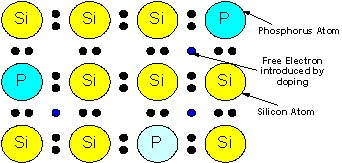 Si Si Si P
Phosphorus Atom
Free Electron
introduced by
doping
P Si Si Si
Silicon Atom
Si Si P Si